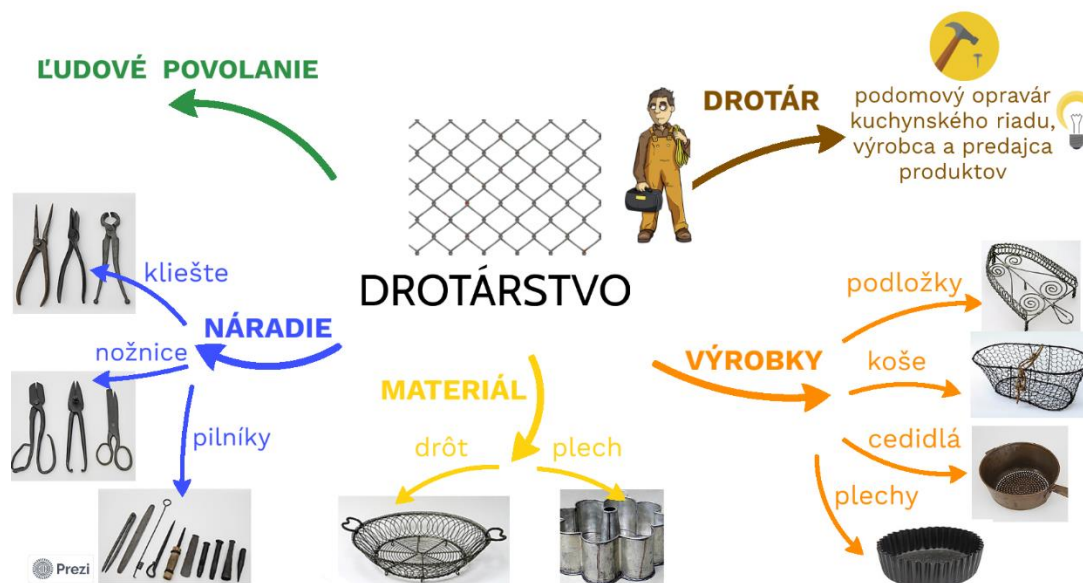 ĽUDOVÉ POVOLANIE
DROTÁR
podomový opravár
kuchynského riadu,
výrobca a predajca
produktov
DROTÁRSTVO
NÁRADIE
kliešte
nožnice
pilníky
MATERIÁL
drôt
plech
VÝROBKY
podložky
koše
cedidlá
plechy
Prezi